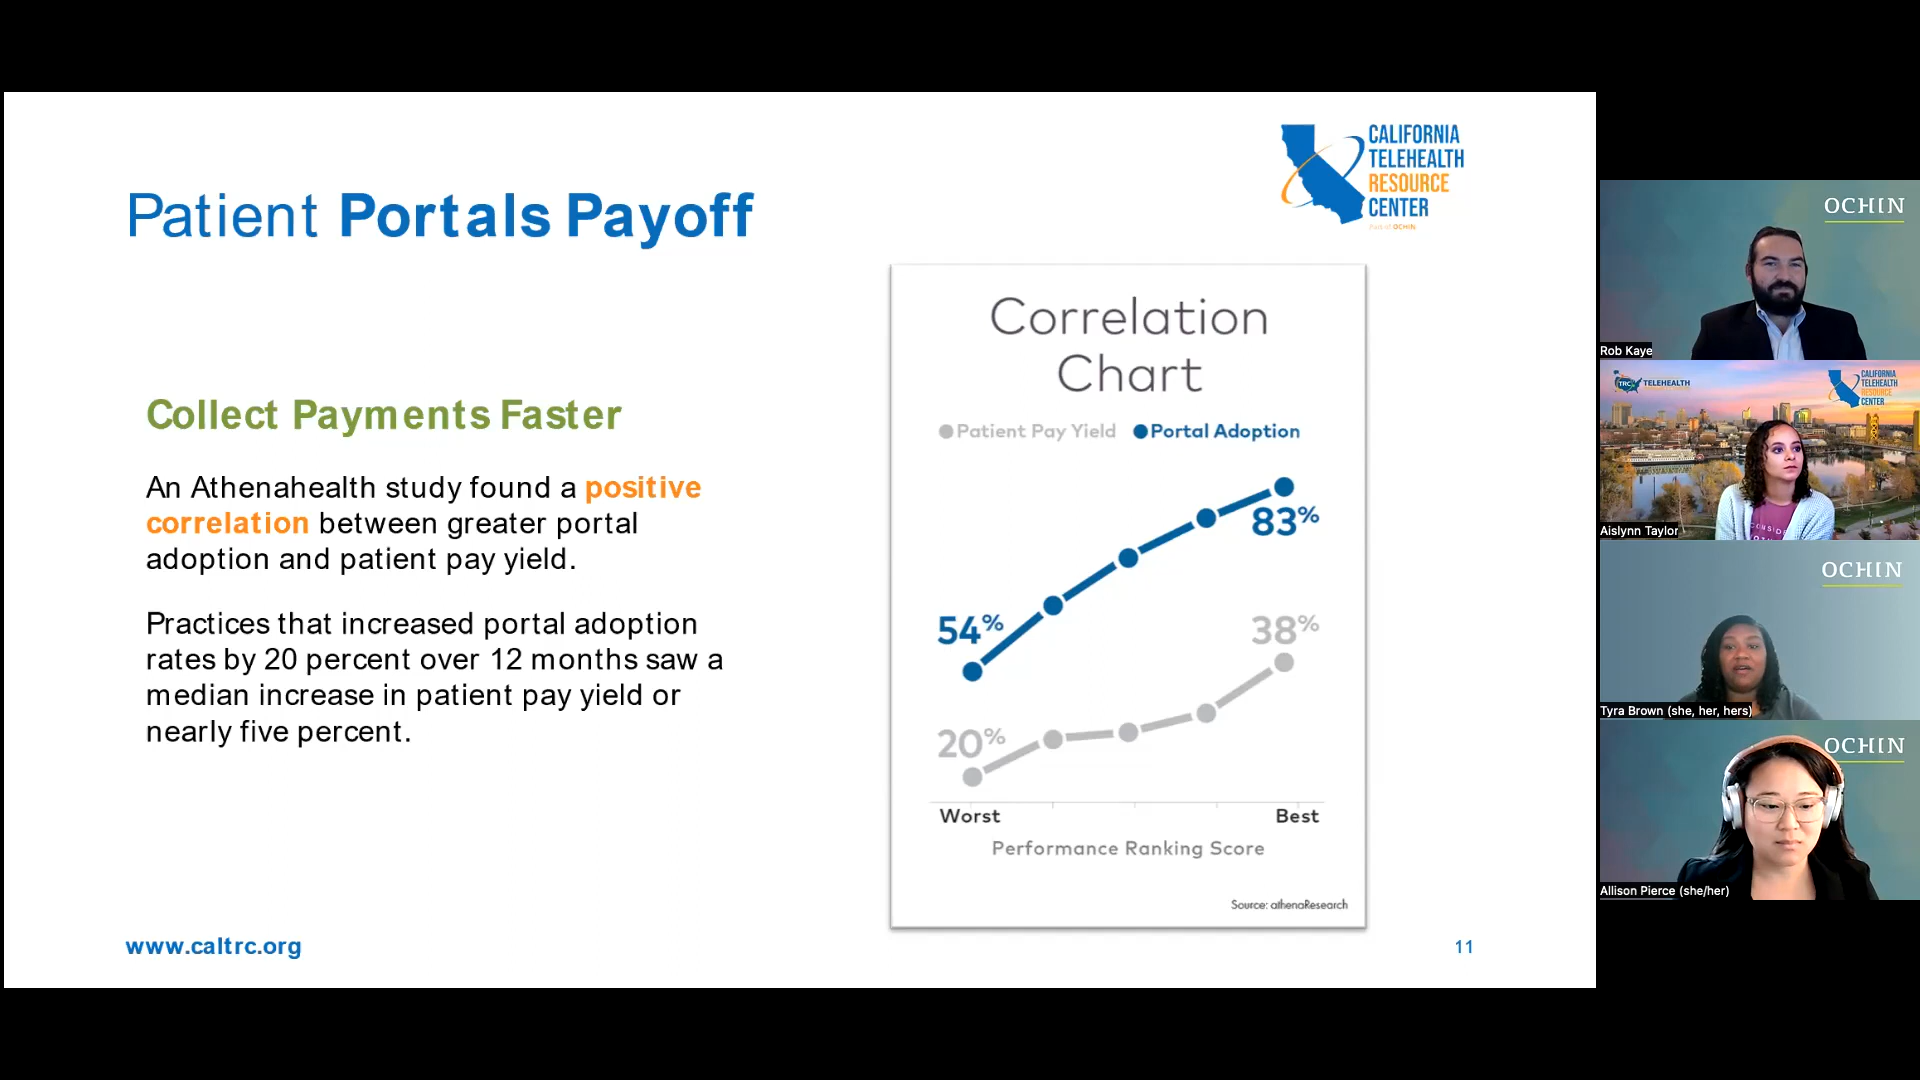 Patient Portals Payoff
CALIFORNIA
TELEHEALTH
RESOURCE
CENTER
Part of OCHIN
Collect Payments Faster
An Athenahealth study found a positive
correlation between greater portal
adoption and patient pay yield.
Practices that increased portal adoption
rates by 20 percent over 12 months saw a
median increase in patient pay yield or
nearly five percent.
Correlation
Chart
Patient Pay Yield Portal Adoption
83%
54%
38%
20%
Worst Best
Performance Ranking Score
Source: athenaResearch
www.caltrc.org
11
OCHIN
Rob Kaye
TRC TELEHEALTH
CALIFORNIA
TELEHEALTH
RESOURCE
CENTER
Aislynn Taylor
OCHIN
Tyra Brown (she, her, hers)
OCHIN
Allison Pierce (she/her)